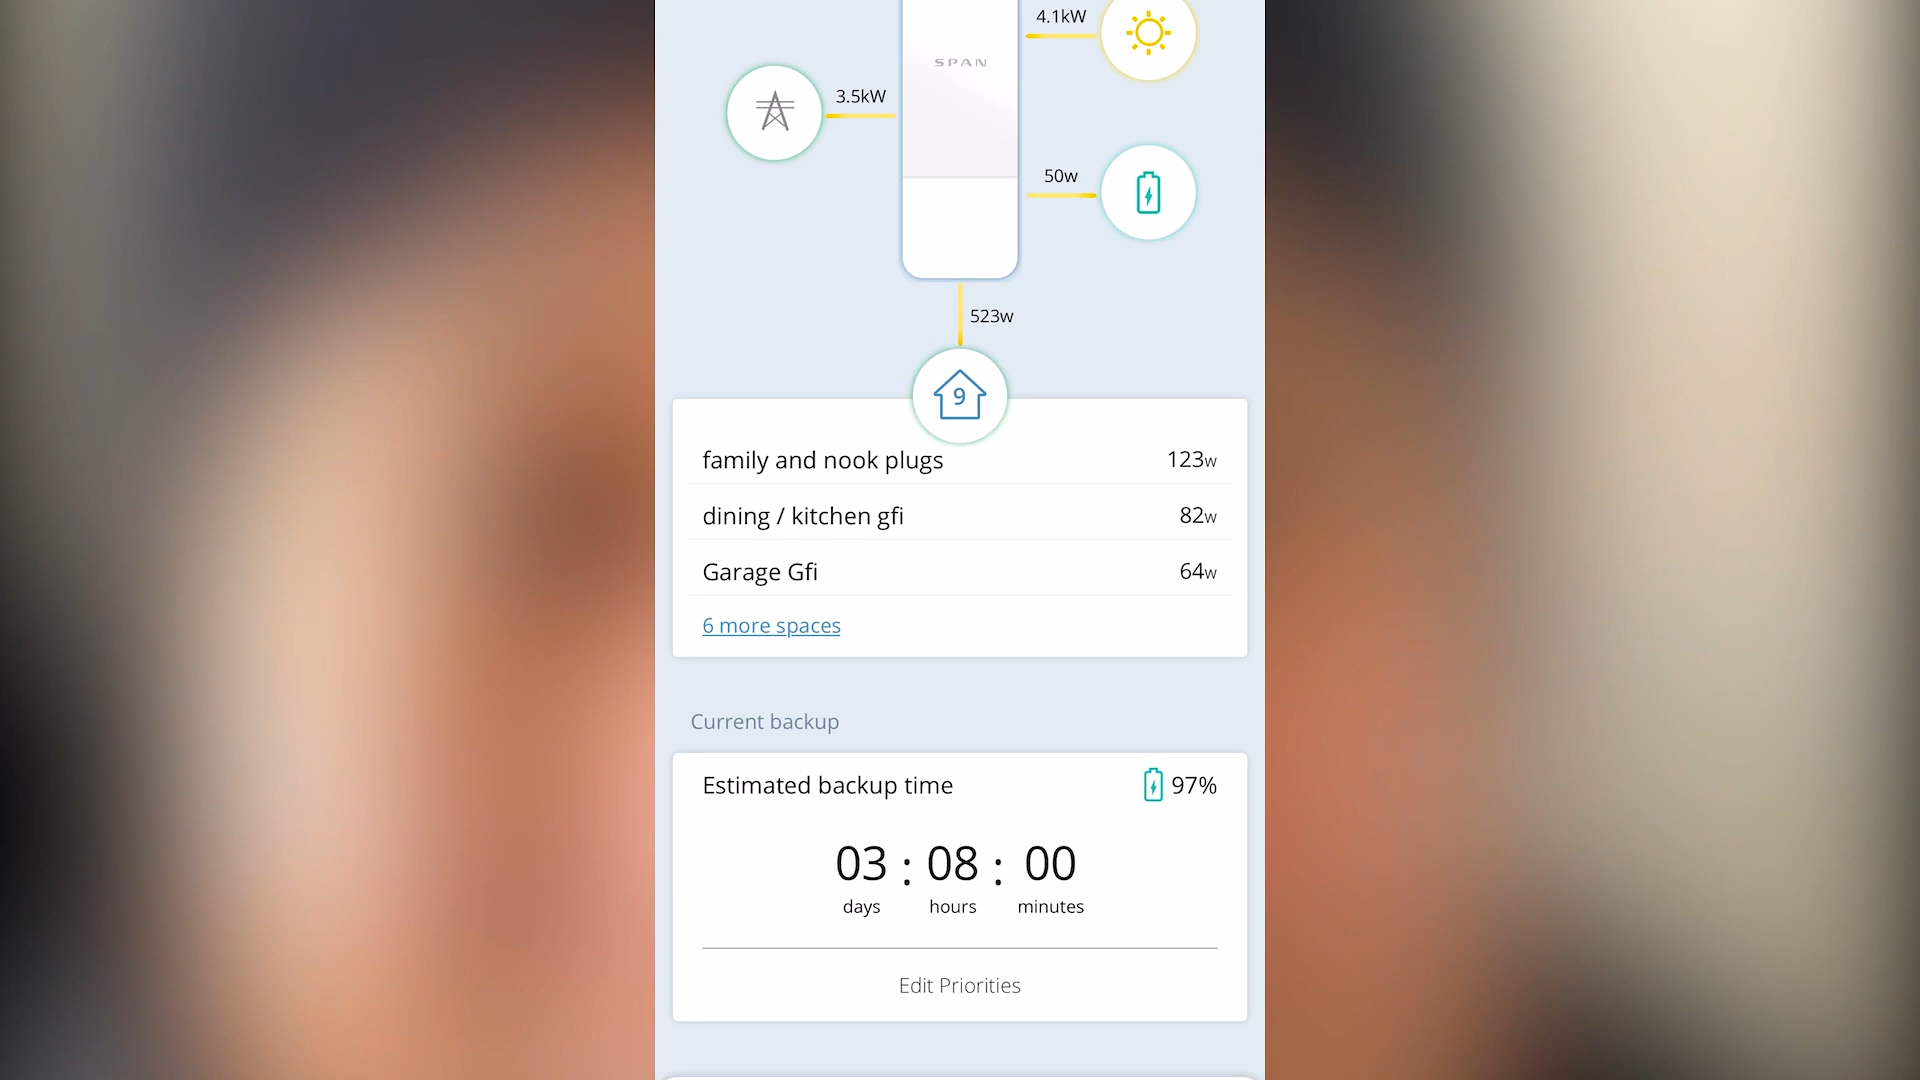 4.1kW
SPAN
3.5kW
50w
523w
9
family and nook plugs 123w
dining / kitchen gfi 82w
Garage Gfi 64w
6 more spaces
Current backup
Estimated backup time 97%
03 : 08 : 00
days hours minutes
Edit Priorities